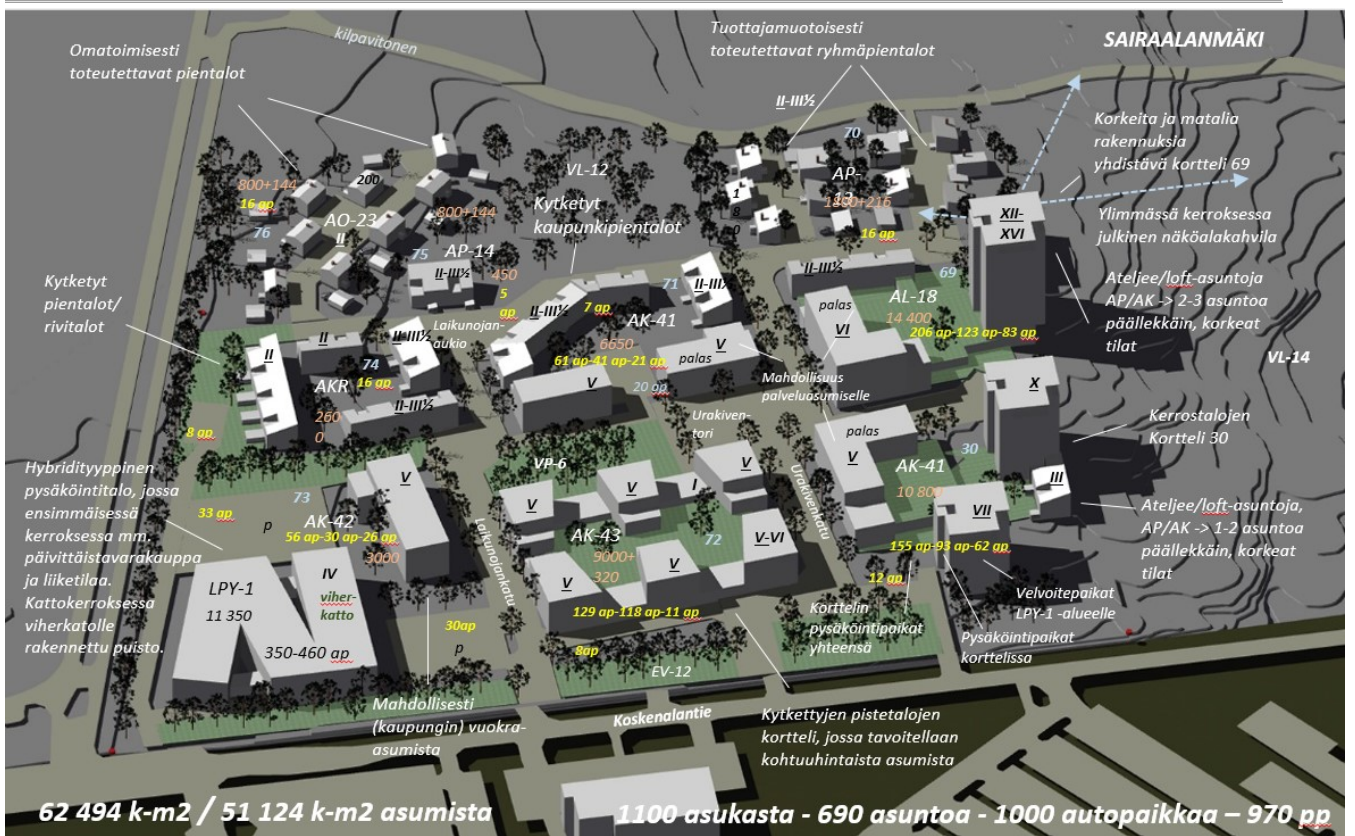 SAIRAALANMÄKI
kilpavitonen
Omatoimisesti
toteutettavat pientalot
Tuottajamuotoisesti
toteutettavat ryhmäpientalot
II-III½
70
Korkeita ja matalia
rakennuksia
yhdistävä kortteli 69
Ylimmässä kerroksessa
julkinen näköalakahvila
Ateljee/loft-asuntoja
AP/AK -> 2-3 asuntoa
päällekkäin, korkeat
tilat
VL-14
800+144
16 ap
200
AO-23
II
76
800+144
VL-12
Kytketyt
kaupunkipientalot
75
AP-14
II-III½
450
5
ap
AP-
1
8
0
16 ap
XII-
XVI
Kytketyt
pientalot/
rivitalot
II
II
II-III½
74
16 ap
AKR
260
0
II-III½
8 ap
Laikunojan-
aukio
II-III½
7 ap
71
II-III½
AK-41
6650
61 ap-41 ap-21 ap
20 ap
V
V
palas
II-III½
69
AL-18
14 400
palas
VI
206 ap-123 ap-83 ap
Mahdollisuus
palveluasumiselle
Urakiven-
tori
Urakivenkatu
X
Kerrostalojen
Kortteli 30
palas
V
AK-41
30
10 800
III
VII
155 ap-93 ap-62 ap
12 ap
Ateljee/loft-asuntoja,
AP/AK -> 1-2 asuntoa
päällekkäin, korkeat
tilat
Velvoitepaikat
LPY-1 -alueelle
Pysäköintipaikat
korttelissa
Korttelin
pysäköintipaikat
yhteensä
Hybridityyppinen
pysäköintitalo, jossa
ensimmäisessä
kerroksessa mm.
päivittäistavarakauppa
ja liiketilaa.
Kattokerroksessa
viherkatolle
rakennettu puisto.
73
33 ap
p
V
AK-42
56 ap-30 ap-26 ap
3000
LPY-1
11 350
IV
viher-
katto
350-460 ap
30ap
p
Laikunojankatu
VP-6
V
V
I
V
AK-43
9000+
320
72
V
V
V-VI
129 ap-118 ap-11 ap
8ap
EV-12
Mahdollisesti
(kaupungin) vuokra-
asumista
Koskenalantie
Kytkettyjen pistetalojen
kortteli, jossa tavoitellaan
kohtuuhintaista asumista
62 494 k-m2 / 51 124 k-m2 asumista
1100 asukasta - 690 asuntoa - 1000 autopaikkaa – 970 pp